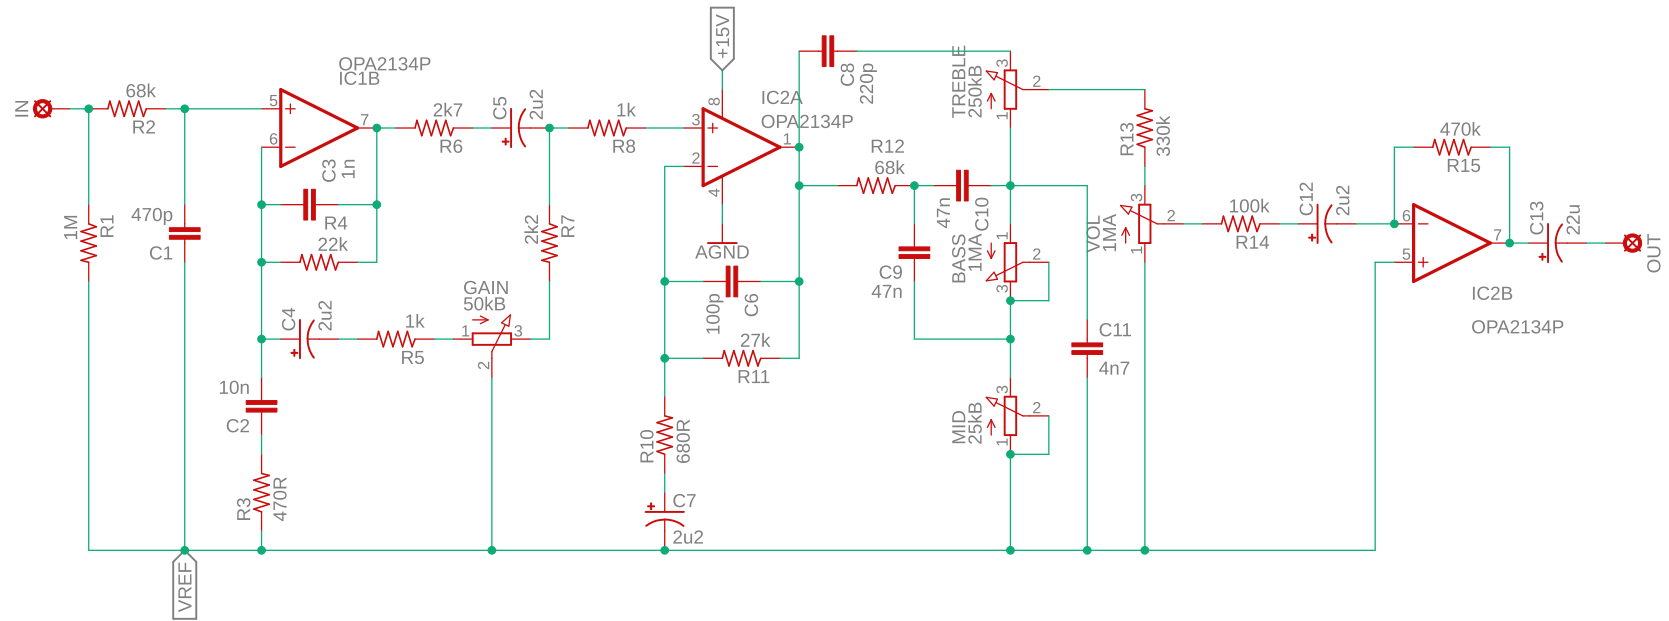 IN
68k
R2
1M
R1
470p
C1
VREF
OPA2134P
IC1B
5
6
7
+
−
C3
1n
R4
22k
C4
2u2
+
1k
R5
GAIN
50kB
1
3
2
10n
C2
R3
470R
2k7
R6
C5
2u2
+
2k2
R7
1k
R8
+15V
8
3
2
4
1
+
−
IC2A
OPA2134P
AGND
100p
C6
27k
R11
R10
680R
+
C7
2u2
C8
220p
R12
68k
47n
C10
C9
47n
TREBLE
250kB
3
2
1
BASS
1MA
1
2
3
MID
25kB
3
2
1
C11
4n7
R13
330k
VOL
1MA
3
2
1
100k
R14
C12
2u2
+
470k
R15
6
5
7
−
+
IC2B
OPA2134P
C13
22u
+
OUT